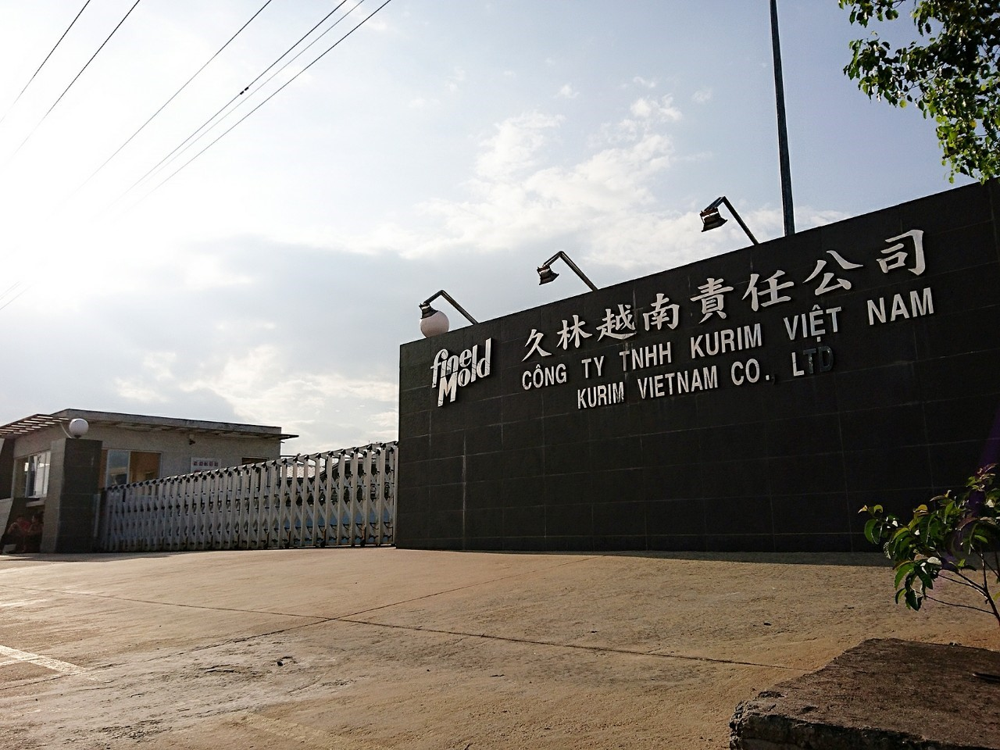 fine
Mold
久林越南責任公司
CÔNG TY TNHH KURIM VIỆT NAM
KURIM VIETNAM CO., LTD